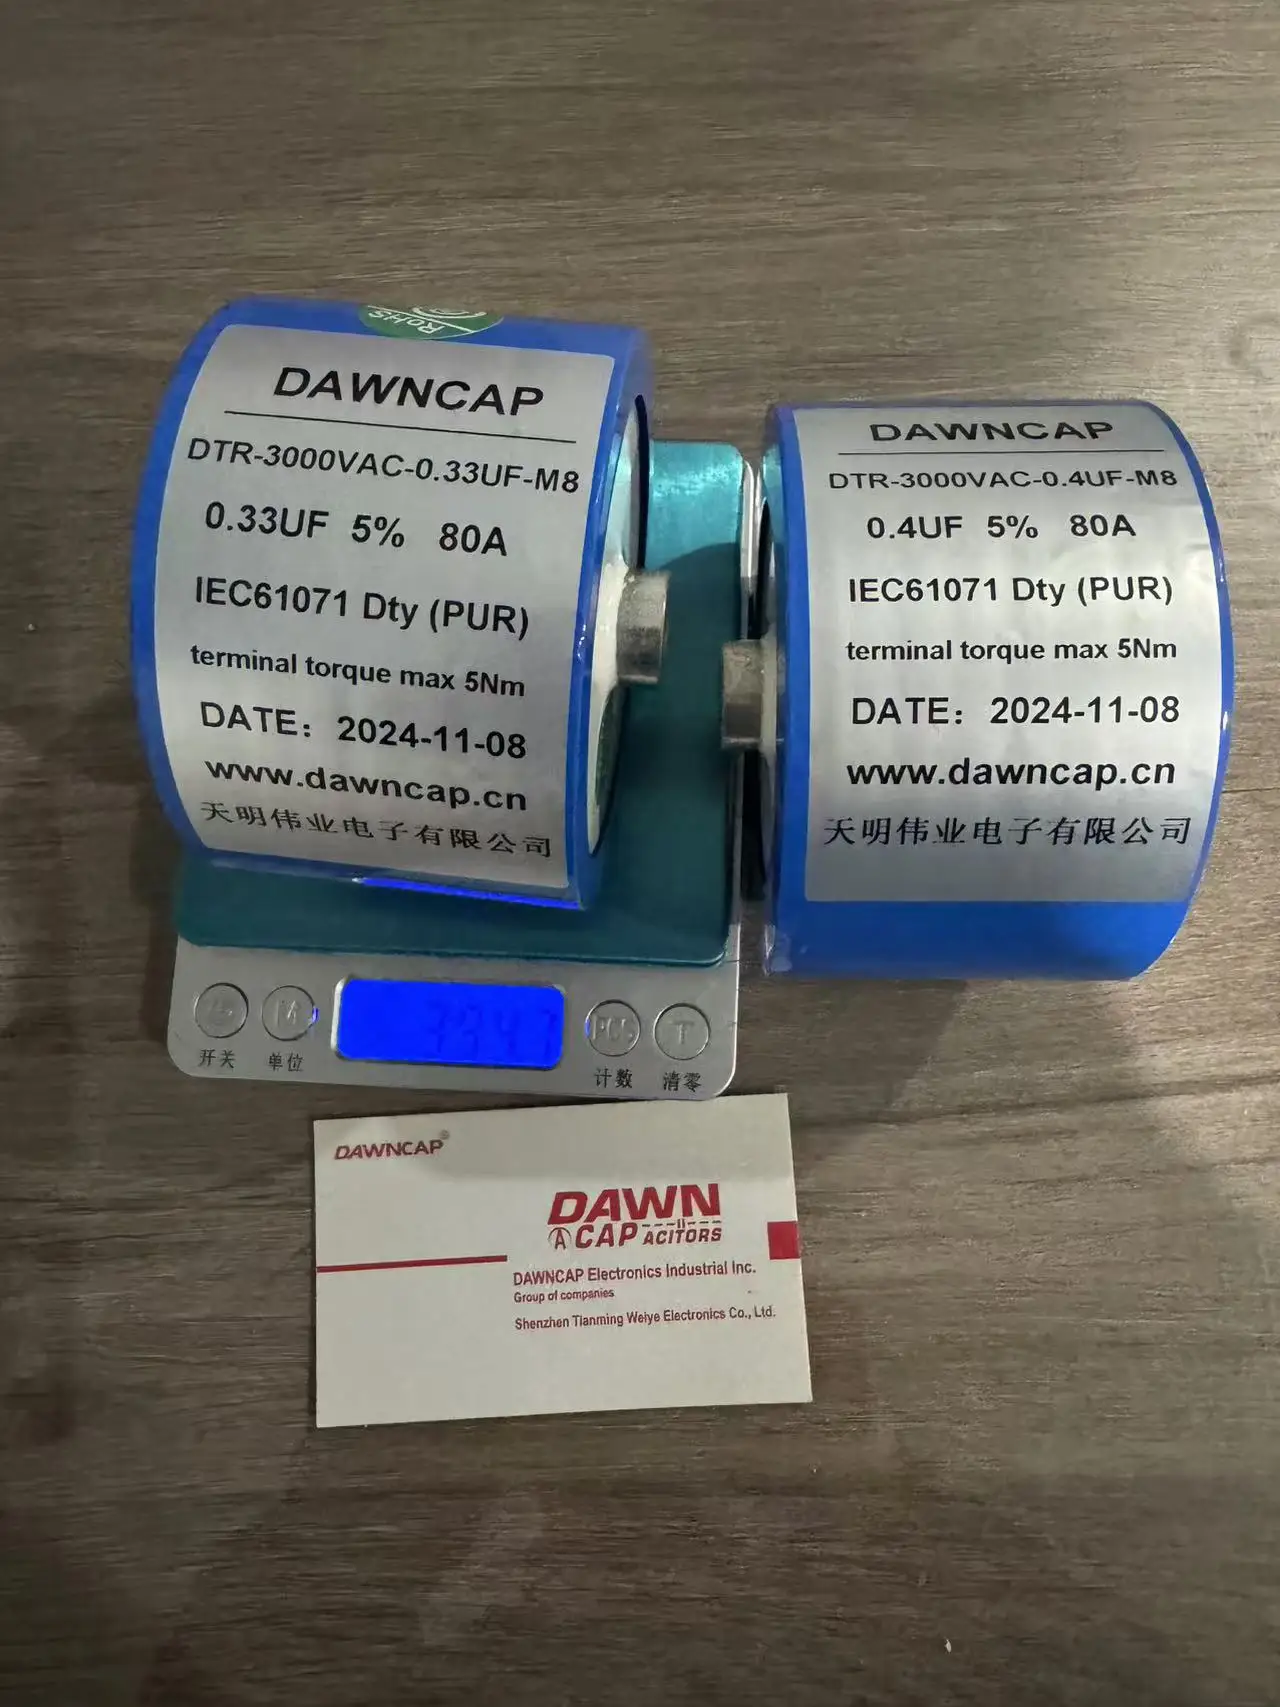 RoHS
DAWNCAP
DTR-3000VAC-0.33UF-M8
0.33UF 5% 80A
IEC61071 Dty (PUR)
terminal torque max 5Nm
DATE：2024-11-08
www.dawncap.cn
天明伟业电子有限公司
DAWNCAP
DTR-3000VAC-0.4UF-M8
0.4UF 5% 80A
IEC61071 Dty (PUR)
terminal torque max 5Nm
DATE：2024-11-08
www.dawncap.cn
天明伟业电子有限公司
M PCS T
开关 单位 计数 清零
DAWNCAP®
DAWN
CAP ACITORS
DAWNCAP Electronics Industrial Inc.
Group of companies
Shenzhen Tianming Weiye Electronics Co., Ltd.